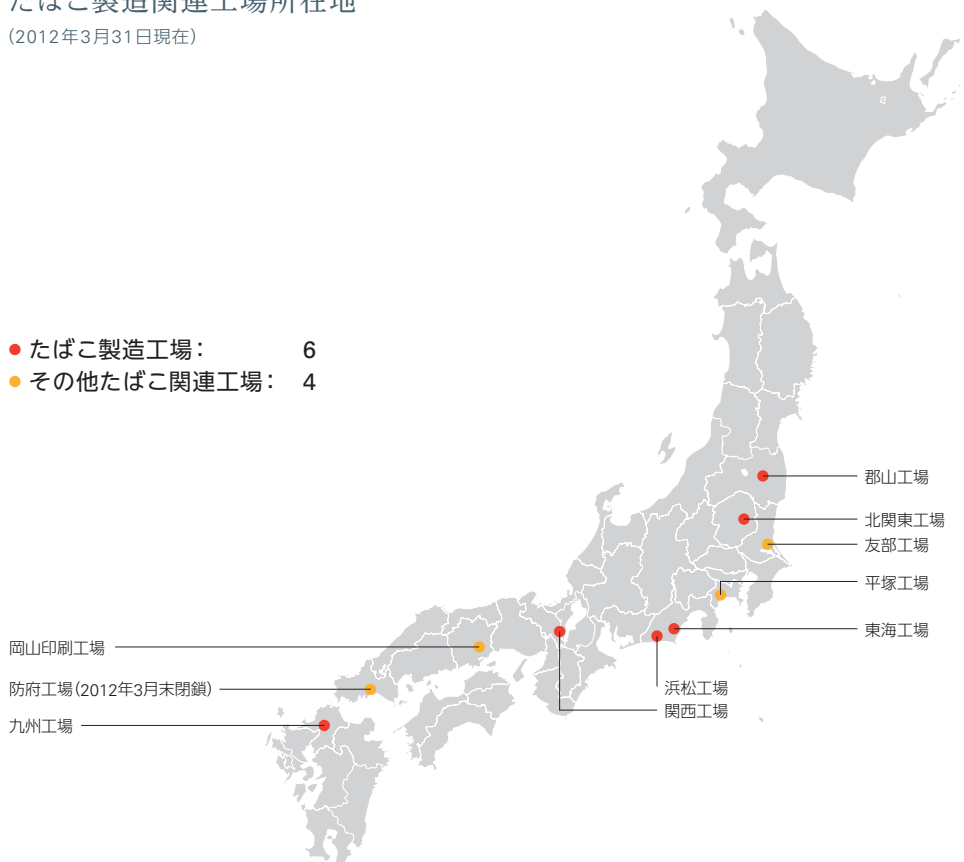 たばこ製造関連工場所在地
(2012年3月31日現在)
たばこ製造工場： 6
その他たばこ関連工場： 4
郡山工場
北関東工場
友部工場
平塚工場
東海工場
浜松工場
関西工場
岡山印刷工場
防府工場(2012年3月末閉鎖)
九州工場